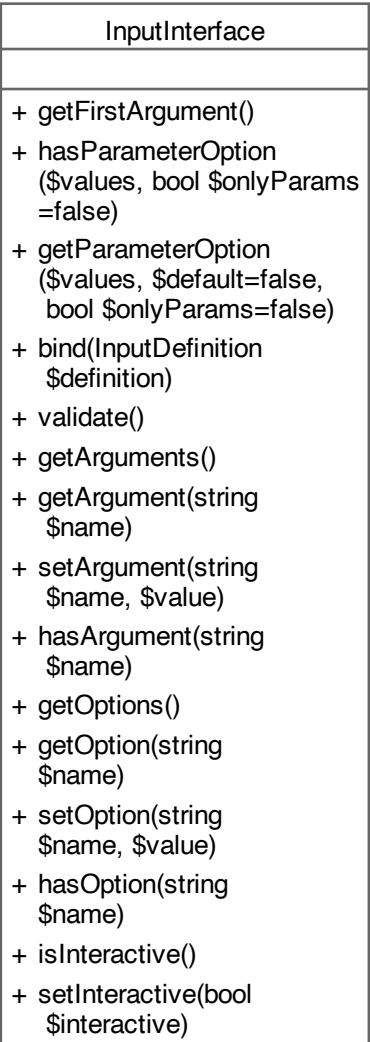 InputInterface
+ getFirstArgument()
+ hasParameterOption
($values, bool $onlyParams
=false)
+ getParameterOption
($values, $default=false,
bool $onlyParams=false)
+ bind(InputDefinition
$definition)
+ validate()
+ getArguments()
+ getArgument(string
$name)
+ setArgument(string
$name, $value)
+ hasArgument(string
$name)
+ getOptions()
+ getOption(string
$name)
+ setOption(string
$name, $value)
+ hasOption(string
$name)
+ isInteractive()
+ setInteractive(bool
$interactive)